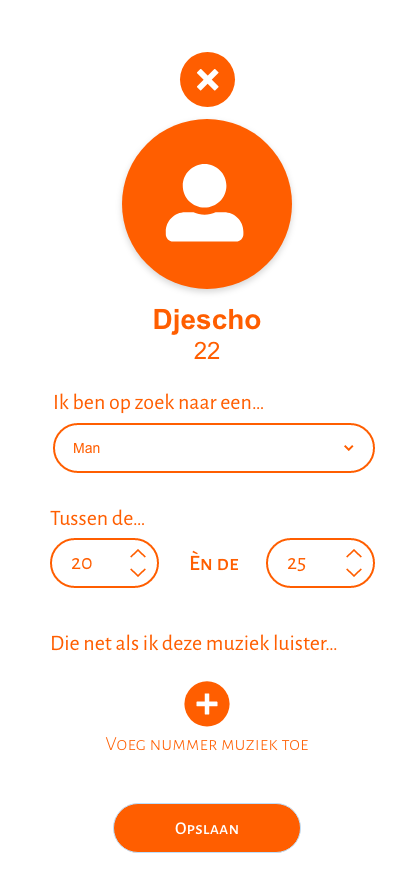 Djescho
22
Ik ben op zoek naar een...
Man
Tussen de...
20 Èn de 25
Die net als ik deze muziek luister...
Voeg nummer muziek toe
Opslaan